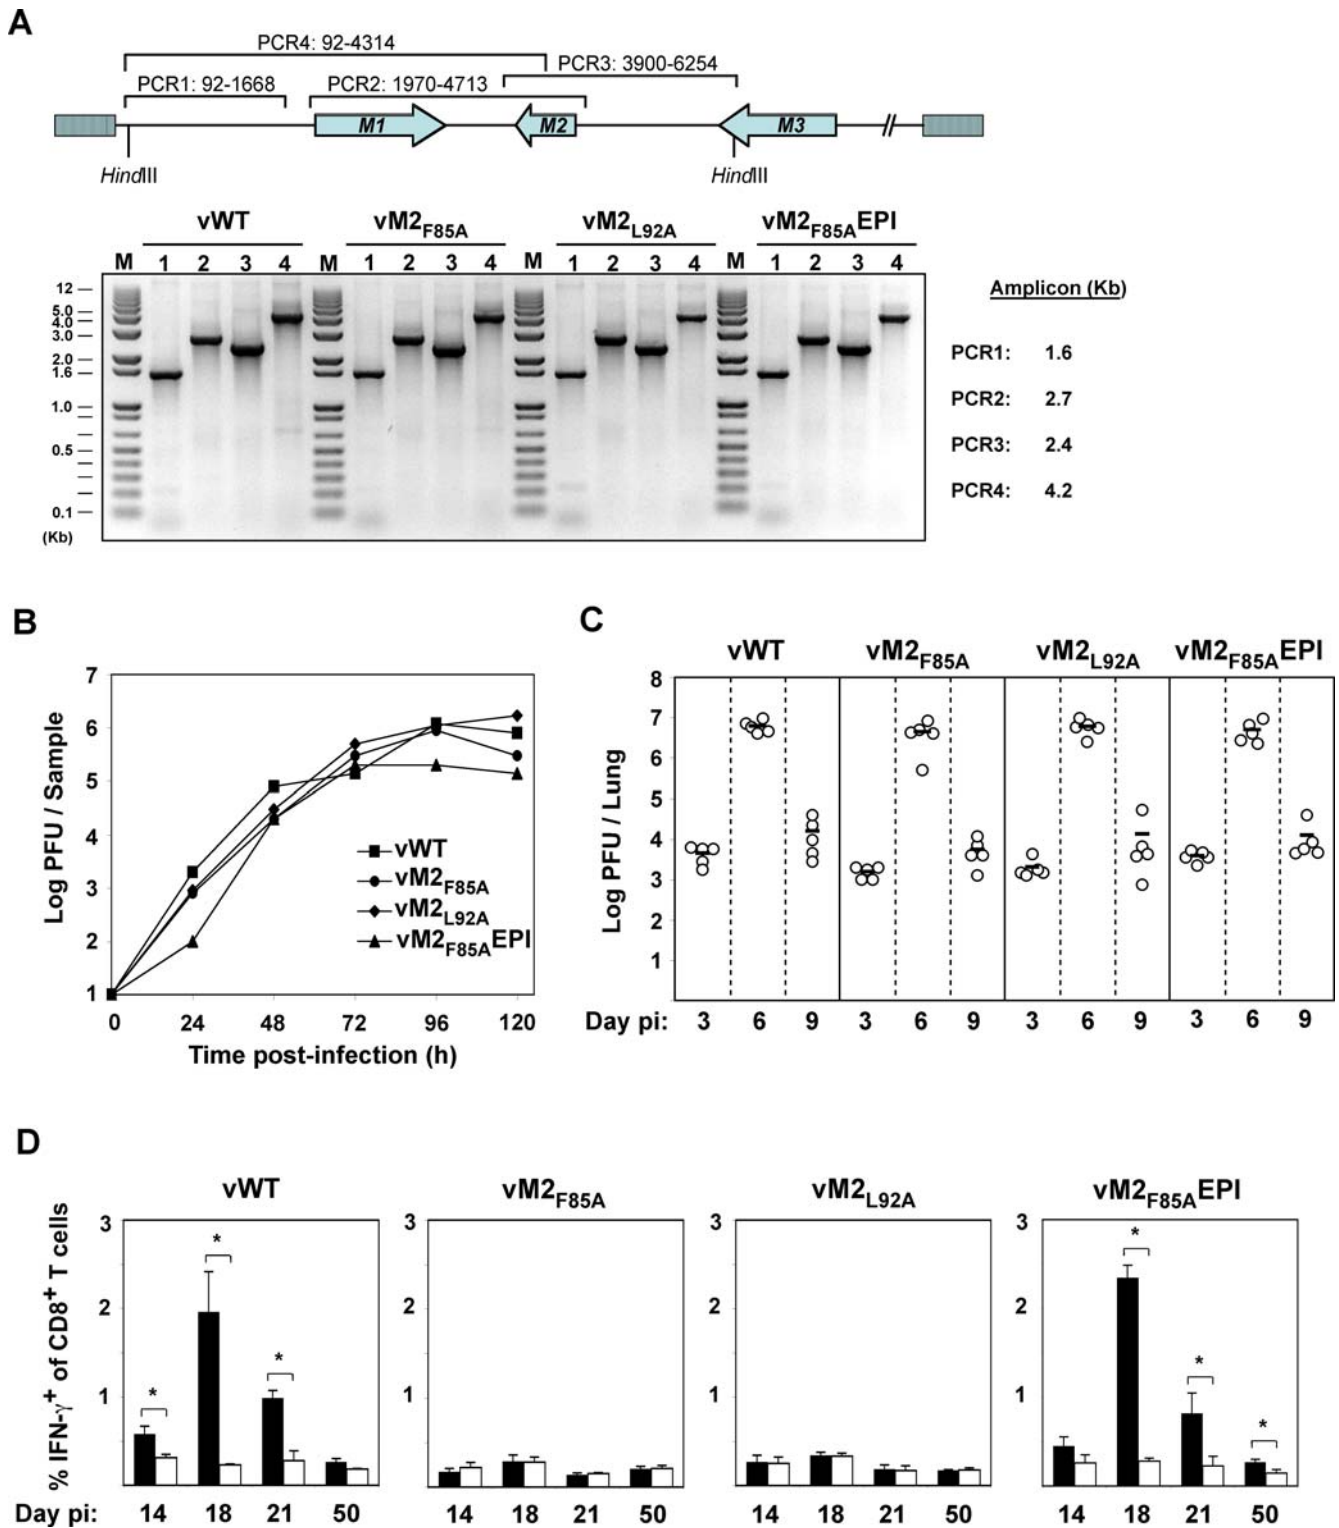 A
PCR4: 92-4314
PCR3: 3900-6254
PCR1: 92-1668
PCR2: 1970-4713
M1
M2
M3
HindIII
HindIII
vWT
vM2F85A
vM2L92A
vM2F85AEPI
M 1 2 3 4 M 1 2 3 4 M 1 2 3 4 M 1 2 3 4
12
5.0
4.0
3.0
2.0
1.6
1.0
0.5
0.1
(Kb)
Amplicon (Kb)
PCR1: 1.6
PCR2: 2.7
PCR3: 2.4
PCR4: 4.2
B
Log PFU / Sample
7
6
5
4
3
2
1
vWT
vM2F85A
vM2L92A
vM2F85AEPI
0 24 48 72 96 120
Time post-infection (h)
C
vWT
vM2F85A
vM2L92A
vM2F85AEPI
Log PFU / Lung
8
7
6
5
4
3
2
1
Day pi: 3 6 9 3 6 9 3 6 9 3 6 9
D
vWT
vM2F85A
vM2L92A
vM2F85AEPI
% IFN-γ+ of CD8+ T cells
3 3 3 3
2 2 2 2
1 1 1 1
* * *
* * *
Day pi: 14 18 21 50 14 18 21 50 14 18 21 50 14 18 21 50